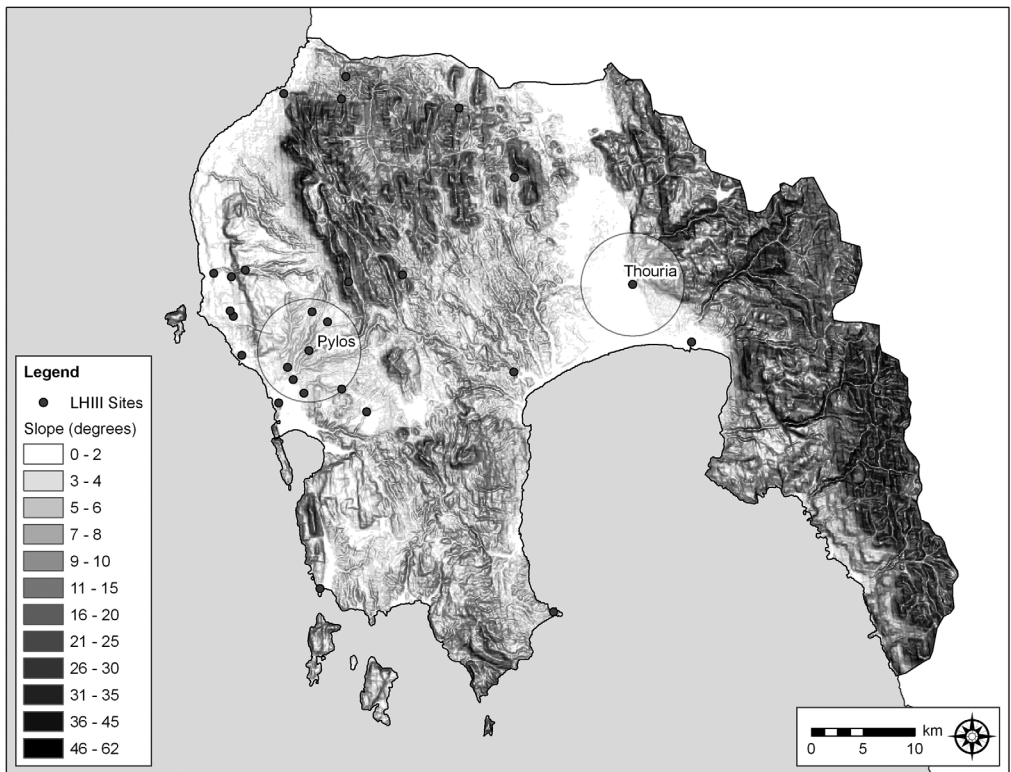 Thouria
Pylos
Legend
LHIII Sites
Slope (degrees)
0 - 2
3 - 4
5 - 6
7 - 8
9 - 10
11 - 15
16 - 20
21 - 25
26 - 30
31 - 35
36 - 45
46 - 62
km
0 5 10